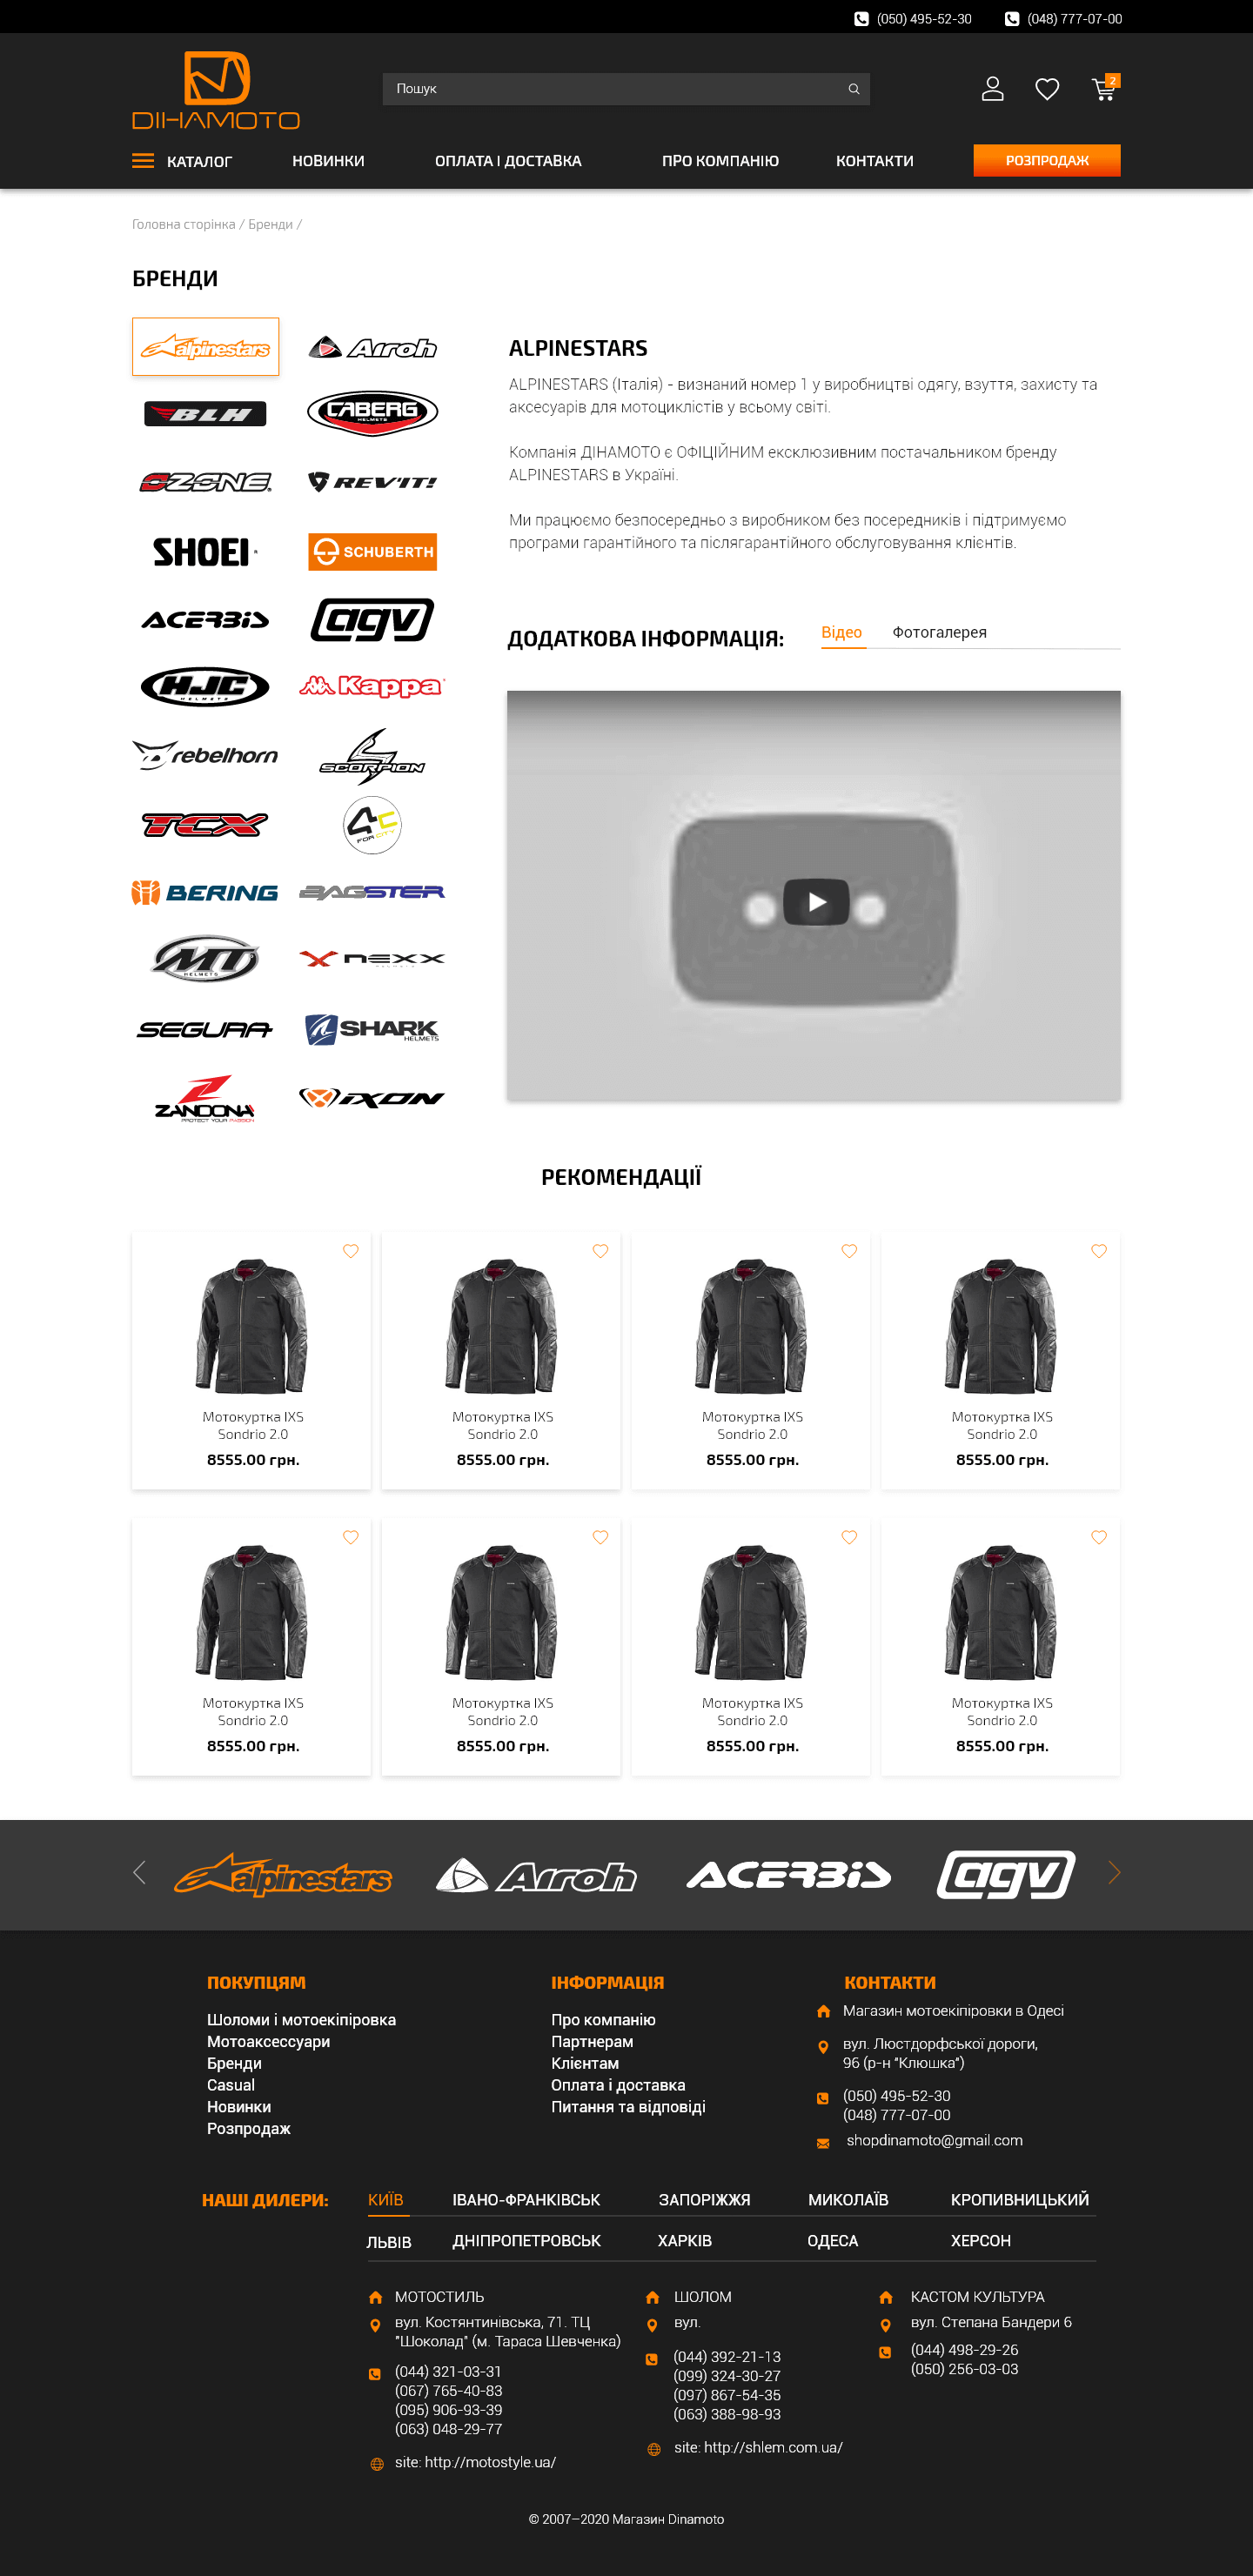 (050) 495-52-30 (048) 777-07-00
DIHAMOTO
Пошук
2
КАТАЛОГ НОВИНКИ ОПЛАТА І ДОСТАВКА ПРО КОМПАНІЮ КОНТАКТИ РОЗПРОДАЖ
Головна сторінка / Бренди /
БРЕНДИ
alpinestars Airoh
BLH CABERG HELMETS
OZONE REV'IT!
SHOEI SCHUBERTH
ACERBIS agv
HJC HELMETS Kappa
rebelhorn SCORPION
TCX 4C FOR CITY
BERING BAGSTER
MT HELMETS NEXX
SEGURA SHARK HELMETS
ZANDONA PROTECT YOUR PASSION iXON
ALPINESTARS
ALPINESTARS (Італія) - визнаний номер 1 у виробництві одягу, взуття, захисту та
аксесуарів для мотоциклістів у всьому світі.
Компанія ДІНАМОТО є ОФІЦІЙНИМ ексклюзивним постачальником бренду
ALPINESTARS в Україні.
Ми працюємо безпосередньо з виробником без посередників і підтримуємо
програми гарантійного та післягарантійного обслуговування клієнтів.
ДОДАТКОВА ІНФОРМАЦІЯ: Відео Фотогалерея
РЕКОМЕНДАЦІЇ
Мотокуртка IXS Мотокуртка IXS Мотокуртка IXS Мотокуртка IXS
Sondrio 2.0 Sondrio 2.0 Sondrio 2.0 Sondrio 2.0
8555.00 грн. 8555.00 грн. 8555.00 грн. 8555.00 грн.
Мотокуртка IXS Мотокуртка IXS Мотокуртка IXS Мотокуртка IXS
Sondrio 2.0 Sondrio 2.0 Sondrio 2.0 Sondrio 2.0
8555.00 грн. 8555.00 грн. 8555.00 грн. 8555.00 грн.
alpinestars Airoh ACERBIS agv
ПОКУПЦЯМ
Шоломи і мотоекіпіровка
Мотоаксессуари
Бренди
Casual
Новинки
Розпродаж
ІНФОРМАЦІЯ
Про компанію
Партнерам
Клієнтам
Оплата і доставка
Питання та відповіді
КОНТАКТИ
Магазин мотоекіпіровки в Одесі
вул. Люстдорфської дороги,
96 (р-н "Клюшка")
(050) 495-52-30
(048) 777-07-00
shopdinamoto@gmail.com
НАШІ ДИЛЕРИ: КИЇВ ІВАНО-ФРАНКІВСЬК ЗАПОРІЖЖЯ МИКОЛАЇВ КРОПИВНИЦЬКИЙ
ЛЬВІВ ДНІПРОПЕТРОВСЬК ХАРКІВ ОДЕСА ХЕРСОН
МОТОСТИЛЬ
вул. Костянтинівська, 71. ТЦ
"Шоколад" (м. Тараса Шевченка)
(044) 321-03-31
(067) 765-40-83
(095) 906-93-39
(063) 048-29-77
site: http://motostyle.ua/
ШОЛОМ
вул.
(044) 392-21-13
(099) 324-30-27
(097) 867-54-35
(063) 388-98-93
site: http://shlem.com.ua/
КАСТОМ КУЛЬТУРА
вул. Степана Бандери 6
(044) 498-29-26
(050) 256-03-03
© 2007—2020 Магазин Dinamoto